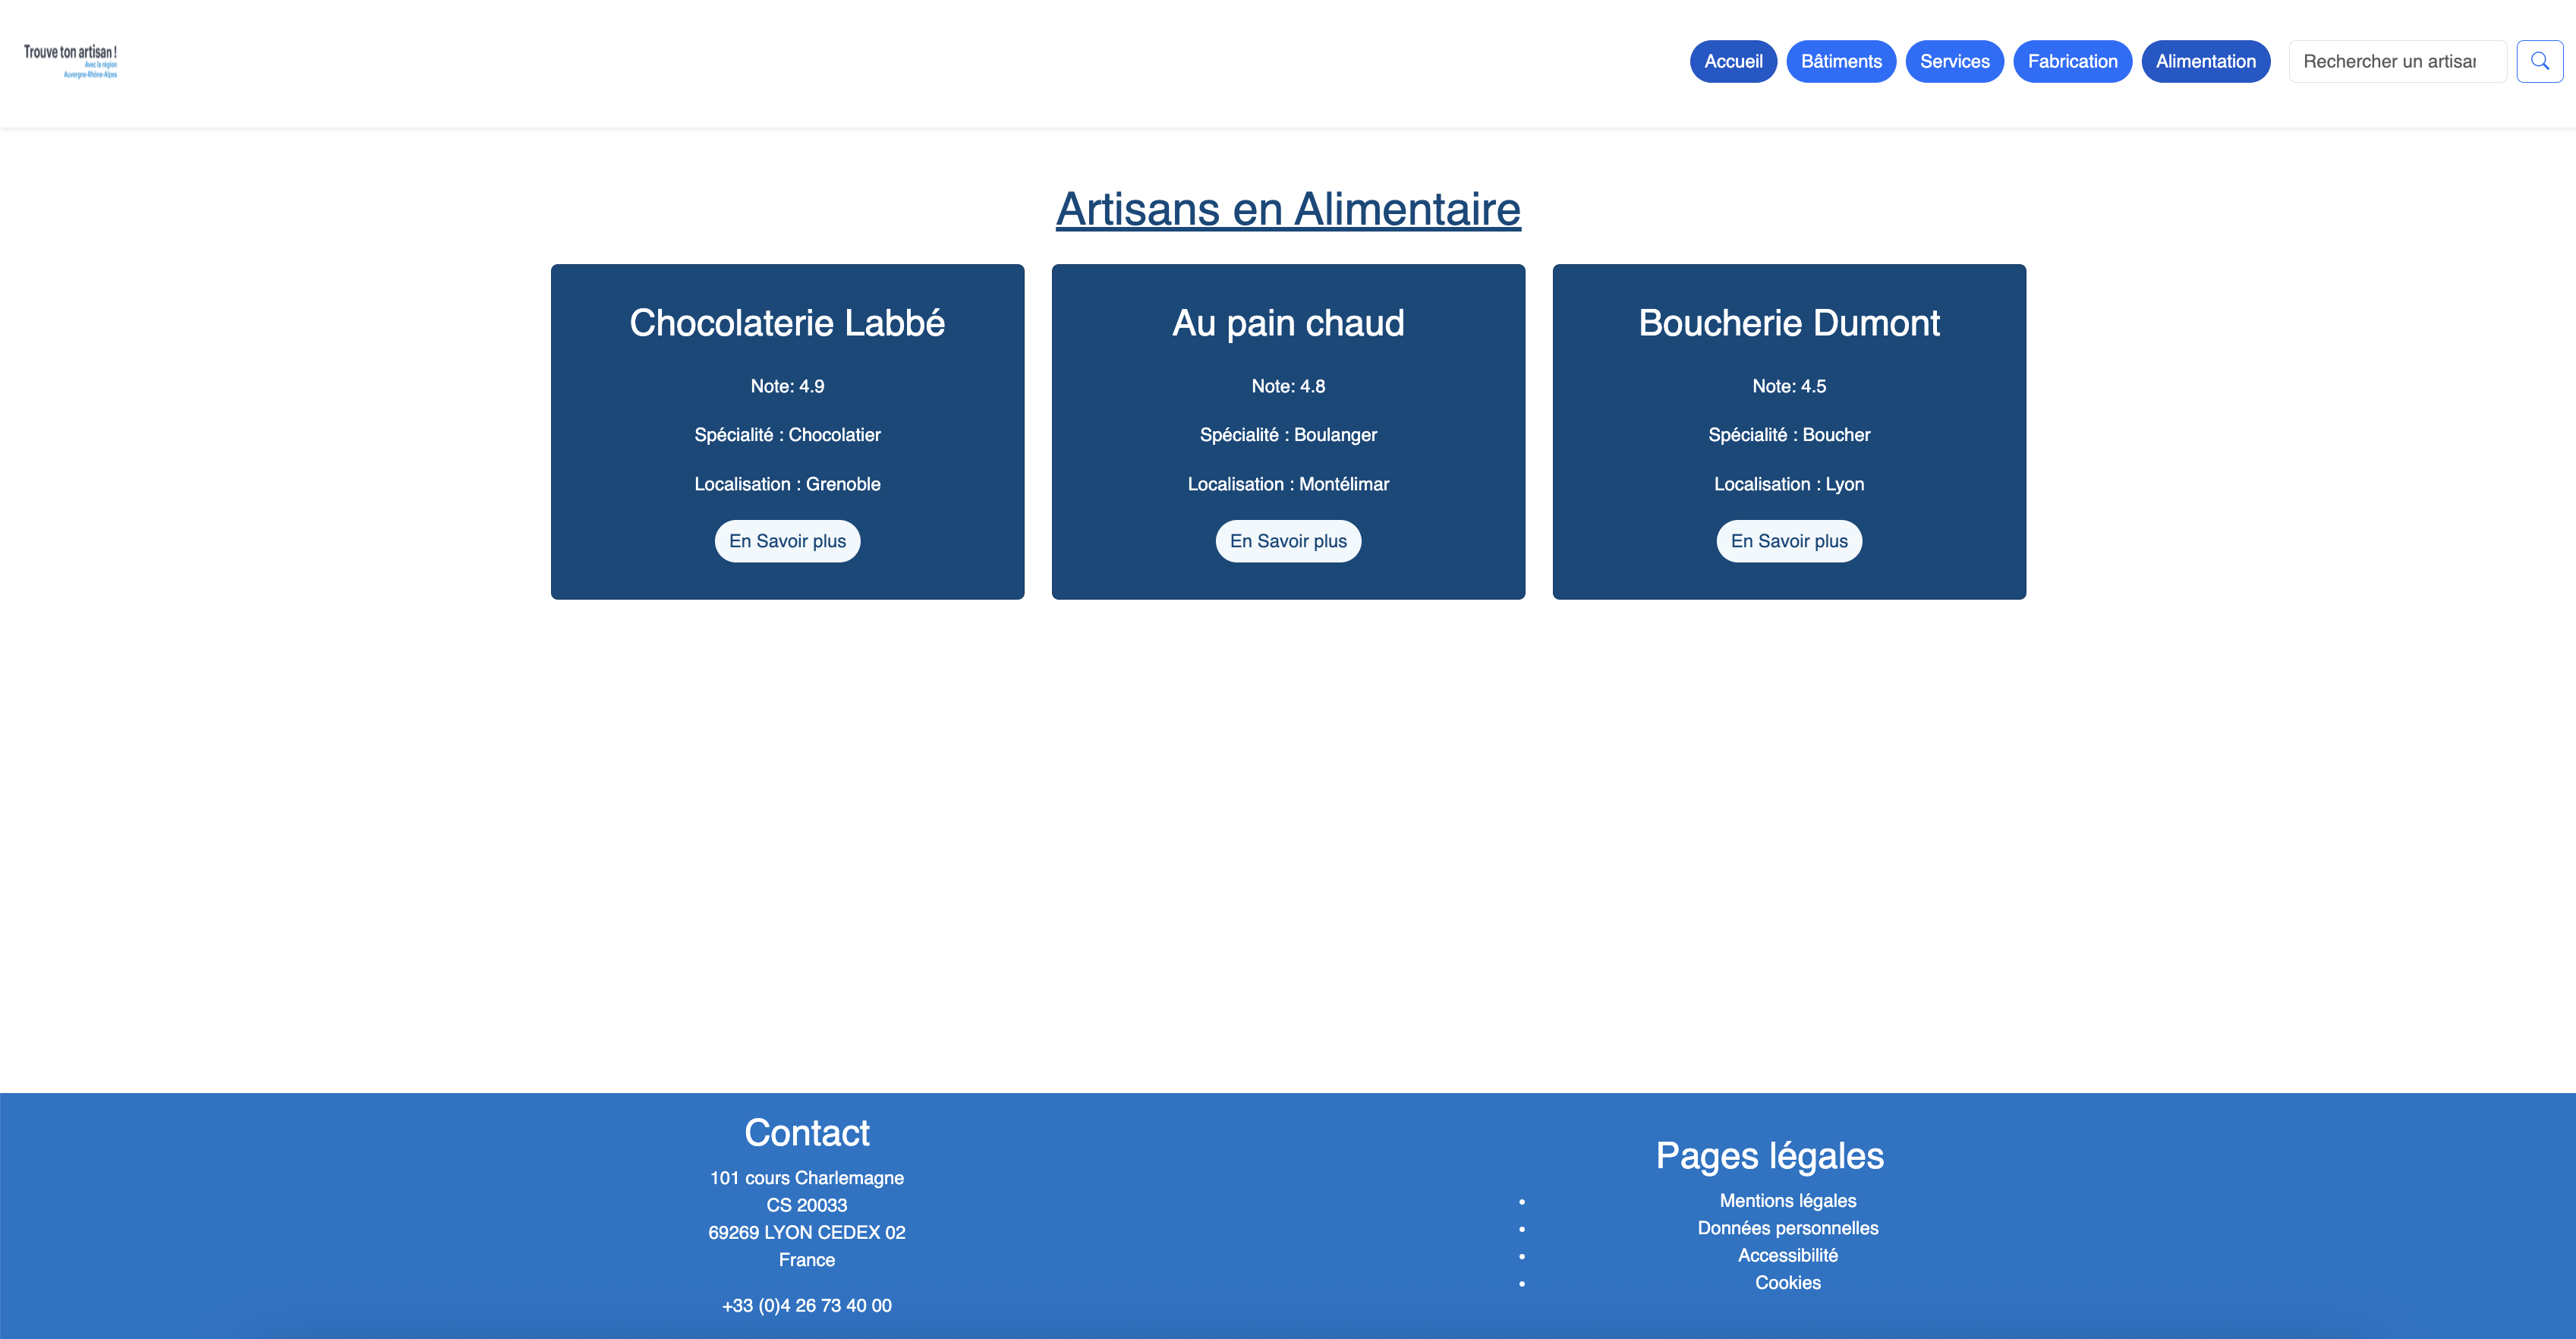 Trouve ton artisan !
Avec la région
Auvergne-Rhône-Alpes
Accueil
Bâtiments
Services
Fabrication
Alimentation
Rechercher un artisan
Artisans en Alimentaire
Chocolaterie Labbé
Note: 4.9
Spécialité : Chocolatier
Localisation : Grenoble
En Savoir plus
Au pain chaud
Note: 4.8
Spécialité : Boulanger
Localisation : Montélimar
En Savoir plus
Boucherie Dumont
Note: 4.5
Spécialité : Boucher
Localisation : Lyon
En Savoir plus
Contact
101 cours Charlemagne
CS 20033
69269 LYON CEDEX 02
France
+33 (0)4 26 73 40 00
Pages légales
Mentions légales
Données personnelles
Accessibilité
Cookies